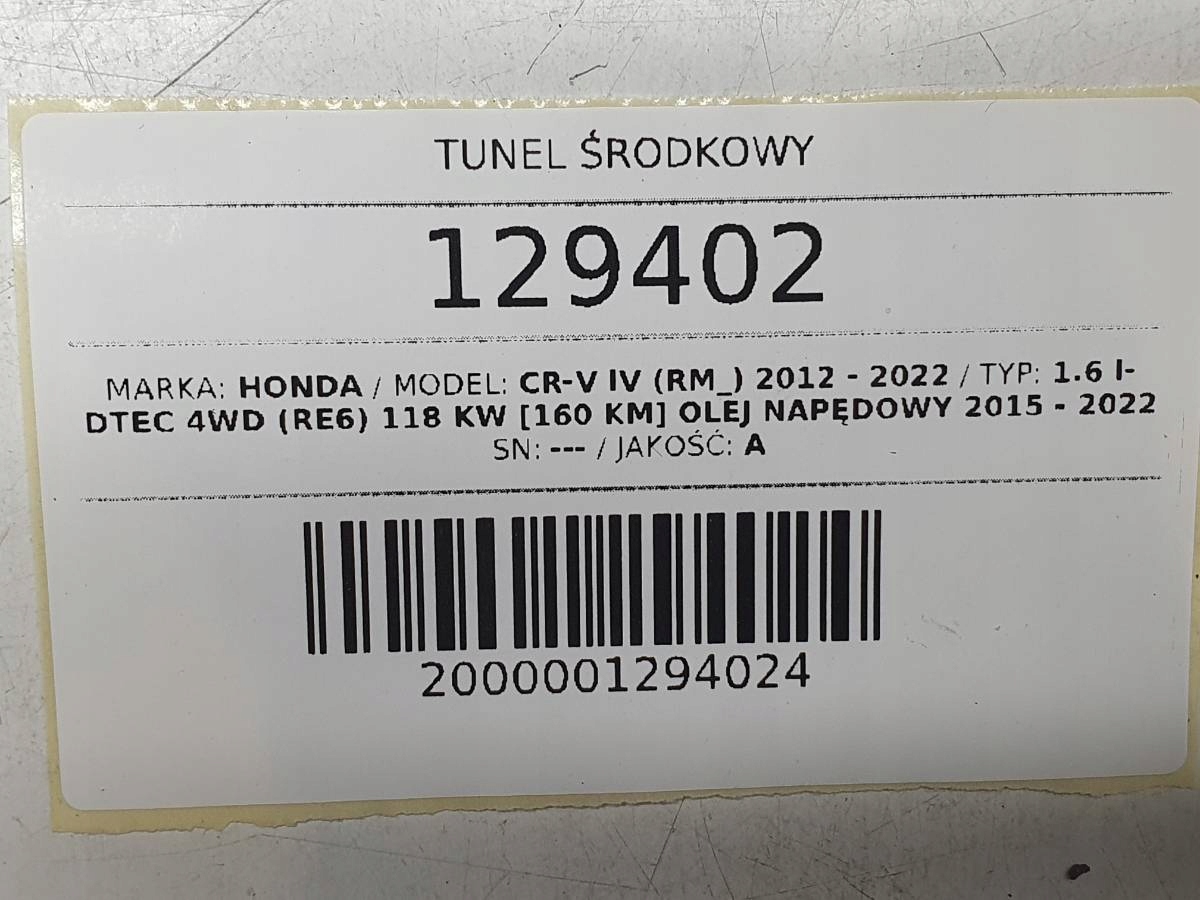 TUNEL ŚRODKOWY
129402
MARKA: HONDA / MODEL: CR-V IV (RM_) 2012 - 2022 / TYP: 1.6 I-
DTEC 4WD (RE6) 118 KW [160 KM] OLEJ NAPĘDOWY 2015 - 2022
SN: --- / JAKOŚĆ: A
2000001294024